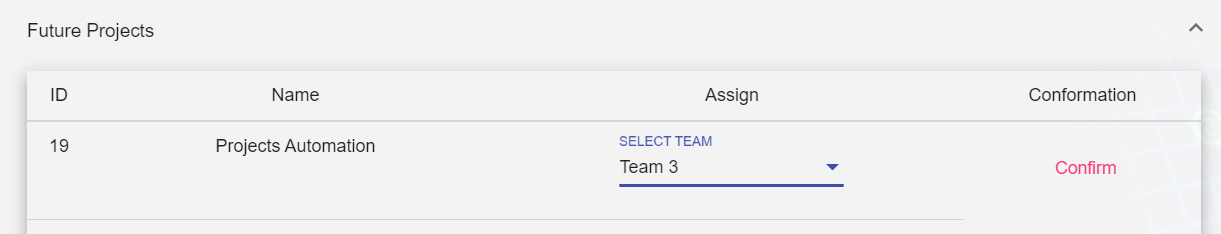 Future Projects
ID Name Assign Conformation
19 Projects Automation SELECT TEAM
Team 3 Confirm